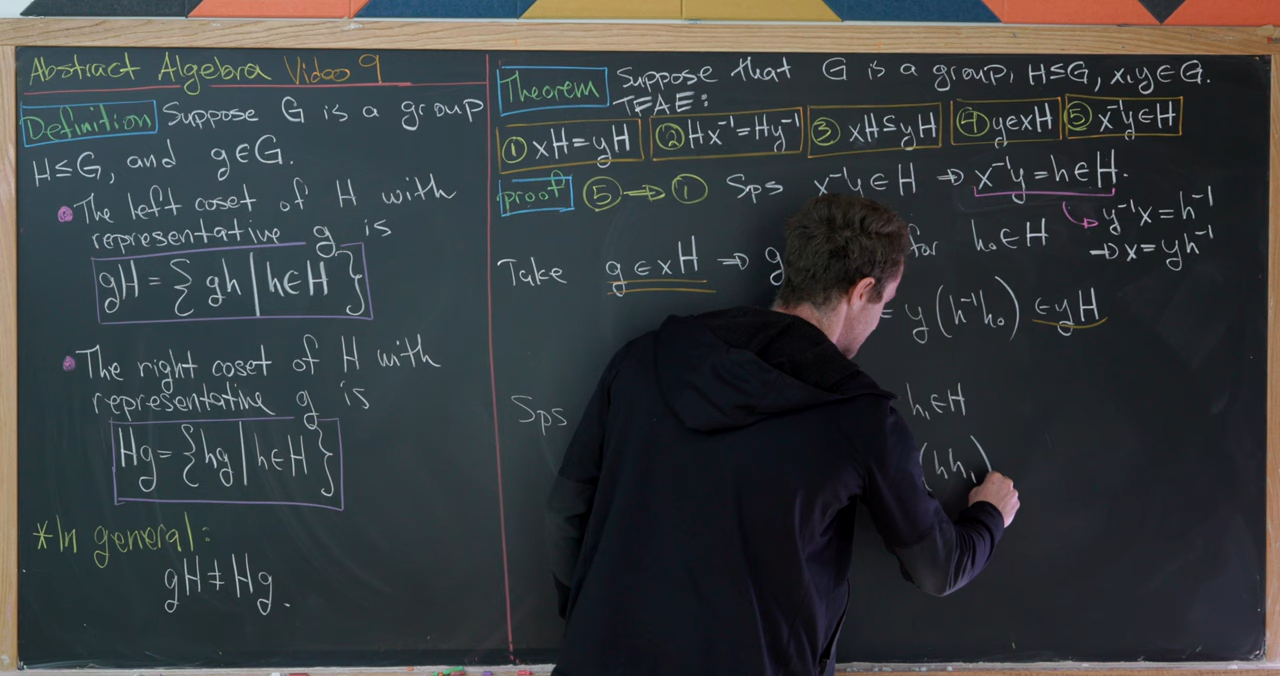 Abstract Algebra Video 9
Definition Suppose G is a group
H≤G, and g∈G.
• The left coset of H with
representative g is
gH={gh | h∈H}
• The right coset of H with
representative g is
Hg={hg | h∈H}
*In general:
gH≠Hg.
Theorem Suppose that G is a group, H≤G, x,y∈G.
TFAE:
① xH=yH ② Hx⁻¹=Hy⁻¹ ③ xH⊆yH ④ y∈xH ⑤ x⁻¹y∈H
proof ⑤→① Sps x⁻¹y∈H ⇒ x⁻¹y=h∈H.
y⁻¹x=h⁻¹
⇒x=yh⁻¹
Take g∈xH ⇒ g for h₀∈H
= y(h⁻¹h₀) ∈yH
Sps h₁∈H
(hh₁)